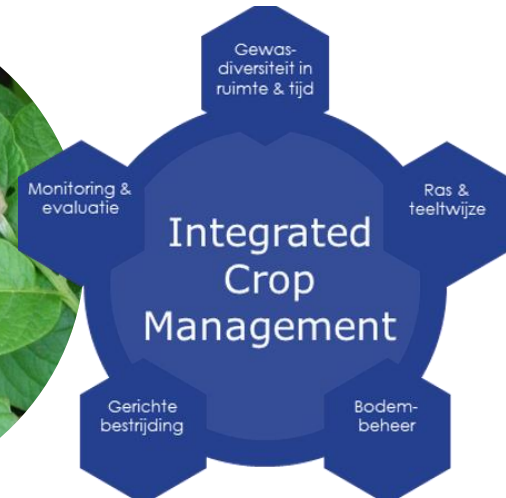 Gewas-
diversiteit in
ruimte & tijd
Monitoring &
evaluatie
Ras &
teeltwijze
Integrated
Crop
Management
Gerichte
bestrijding
Bodem-
beheer